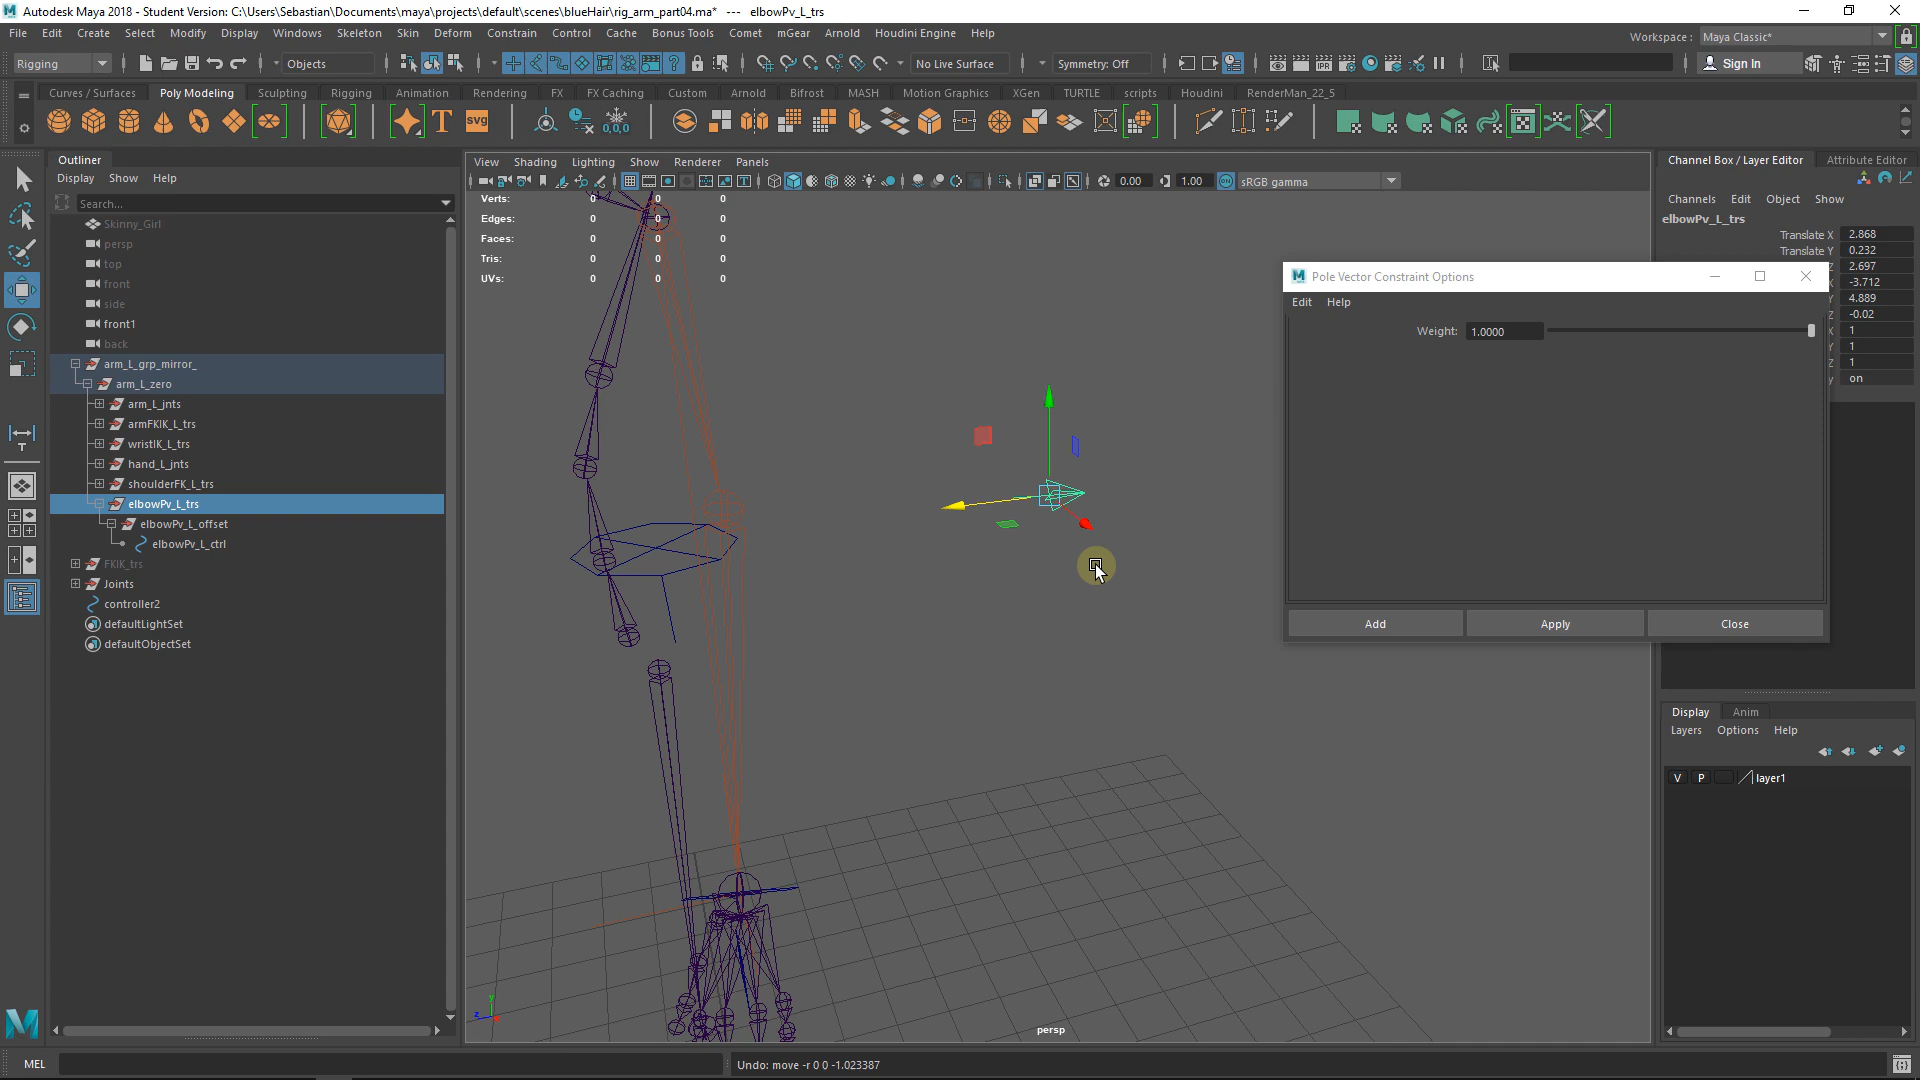 Autodesk Maya 2018 - Student Version: C:\Users\Sebastian\Documents\maya\projects\default\scenes\blueHair\rig_arm_part04.ma* --- elbowPv_L_trs
File Edit Create Select Modify Display Windows Skeleton Skin Deform Constrain Control Cache Bonus Tools Comet mGear Arnold Houdini Engine Help
Workspace : Maya Classic*
Rigging Objects No Live Surface Symmetry: Off Sign In
Curves / Surfaces Poly Modeling Sculpting Rigging Animation Rendering FX FX Caching Custom Arnold Bifrost MASH Motion Graphics XGen TURTLE scripts Houdini RenderMan_22_5
T SVG 0,0,0
Outliner
Display Show Help
Search...
Skinny_Girl
persp
top
front
side
front1
back
arm_L_grp_mirror_
arm_L_zero
arm_L_jnts
armFKIK_L_trs
wristIK_L_trs
hand_L_jnts
shoulderFK_L_trs
elbowPv_L_trs
elbowPv_L_offset
elbowPv_L_ctrl
FKIK_trs
Joints
controller2
defaultLightSet
defaultObjectSet
View Shading Lighting Show Renderer Panels
0.00 1.00 sRGB gamma
Verts: 0 0 0
Edges: 0 0 0
Faces: 0 0 0
Tris: 0 0 0
UVs: 0 0 0
persp
Pole Vector Constraint Options
Edit Help
Weight: 1.0000
Add Apply Close
Channel Box / Layer Editor Attribute Editor
Channels Edit Object Show
elbowPv_L_trs
Translate X 2.868
Translate Y 0.232
2.697
-3.712
4.889
-0.02
1
1
1
on
Display Anim
Layers Options Help
V P layer1
MEL
Undo: move -r 0 0 -1.023387